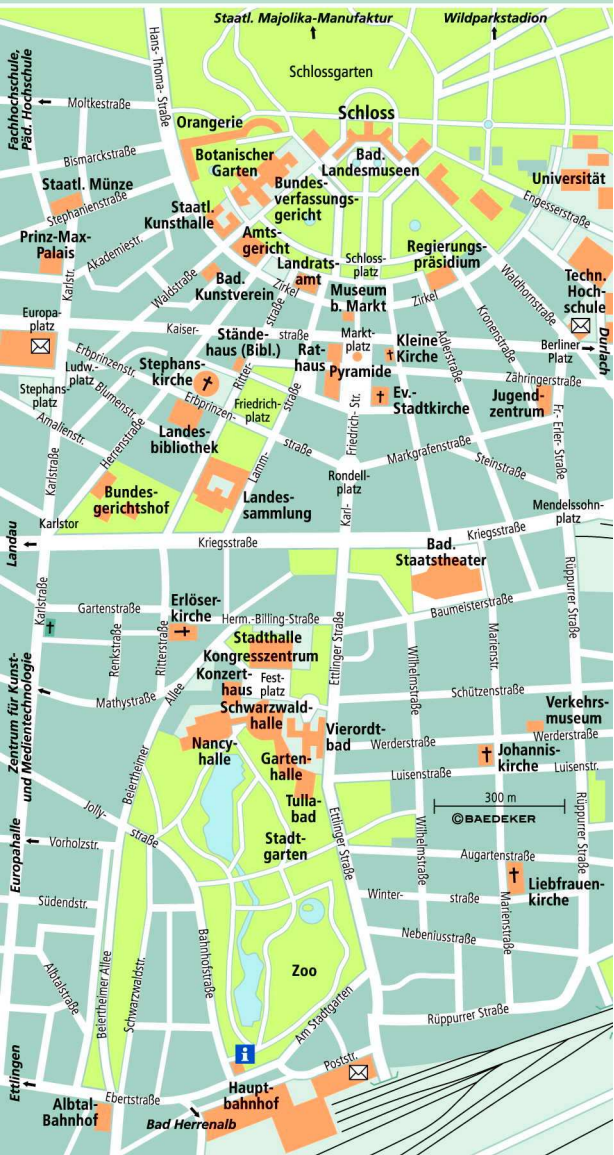 Staatl. Majolika-Manufaktur
Wildparkstadion
Hans- Thoma- Straße
Schlossgarten
Fachhochschule,
Päd. Hochschule
Moltkestraße
Orangerie
Schloss
Bismarckstraße
Botanischer
Garten
Bad.
Landesmuseen
Staatl. Münze
Bundes-
verfassungs-
gericht
Universität
Stephanienstraße
Engesserstraße
Staatl.
Kunsthalle
Prinz-Max-
Palais
Akademiestr.
Amts-
gericht
Regierungs-
präsidium
Karlstr.
Landrats-
amt
Schloss-
platz
Waldhornstraße
Techn.
Hoch-
schule
Waldstraße
Bad.
Kunstverein
Zirkel
Museum
b. Markt
Zirkel
Europa-
platz
Kaiser-
straße
Kronenstraße
Durlach
Stände-
haus (Bibl.)
straße
Markt-
platz
Kleine
Kirche
Adlerstraße
Berliner
Platz
Erbprinzenstr.
Rat-
haus
Ludw.-
platz
Stephans-
kirche
Ritter-
Pyramide
Zähringerstraße
Stephans-
platz
Blumenstr.
Erbprinzen-
straße
Friedrich-
platz
straße
Ev.-
Stadtkirche
Jugend-
zentrum
Amalienstr.
Herrenstraße
Landes-
bibliothek
Friedrich- Str.
Fr.- Erler- Straße
Markgrafenstraße
Karlstraße
Lamm-
Steinstraße
Rondell-
platz
Bundes-
gerichtshof
Landes-
sammlung
Karl-
Mendelssohn-
platz
Karlstor
Landau
Kriegsstraße
Kriegsstraße
Bad.
Staatstheater
Karlstraße
Gartenstraße
Erlöser-
kirche
Herm.-Billing-Straße
Baumeisterstraße
Rüppurrer Straße
Renkstraße
Ritterstraße
Stadthalle
Kongresszentrum
Ettlinger Straße
Wilhelmstraße
Marienstr.
Zentrum für Kunst-
und Medientechnologie
Konzert-
haus
Fest-
platz
Schützenstraße
Mathystraße
Allee
Schwarzwald-
halle
Verkehrs-
museum
Nancy-
halle
Vierordt-
bad
Werderstraße
Werderstraße
Beiertheimer
Garten-
halle
Johannis-
kirche
Luisenstraße
Luisenstr.
300 m
©BAEDEKER
Tulla-
bad
Jolly-
straße
Ettlinger Straße
Wilhelmstraße
Rüppurrer Straße
Europahalle
Vorholzstr.
Stadt-
garten
Augartenstraße
Liebfrauen-
kirche
Südendstr.
Winter-
straße
Marienstraße
Nebeniusstraße
Albtalstraße
Beiertheimer Allee
Schwarzwaldstr.
Bahnhofstraße
Zoo
Am Stadtgarten
Rüppurrer Straße
i
Poststr.
Ettlingen
Ebertstraße
Haupt-
bahnhof
Albtal-
Bahnhof
Bad Herrenalb